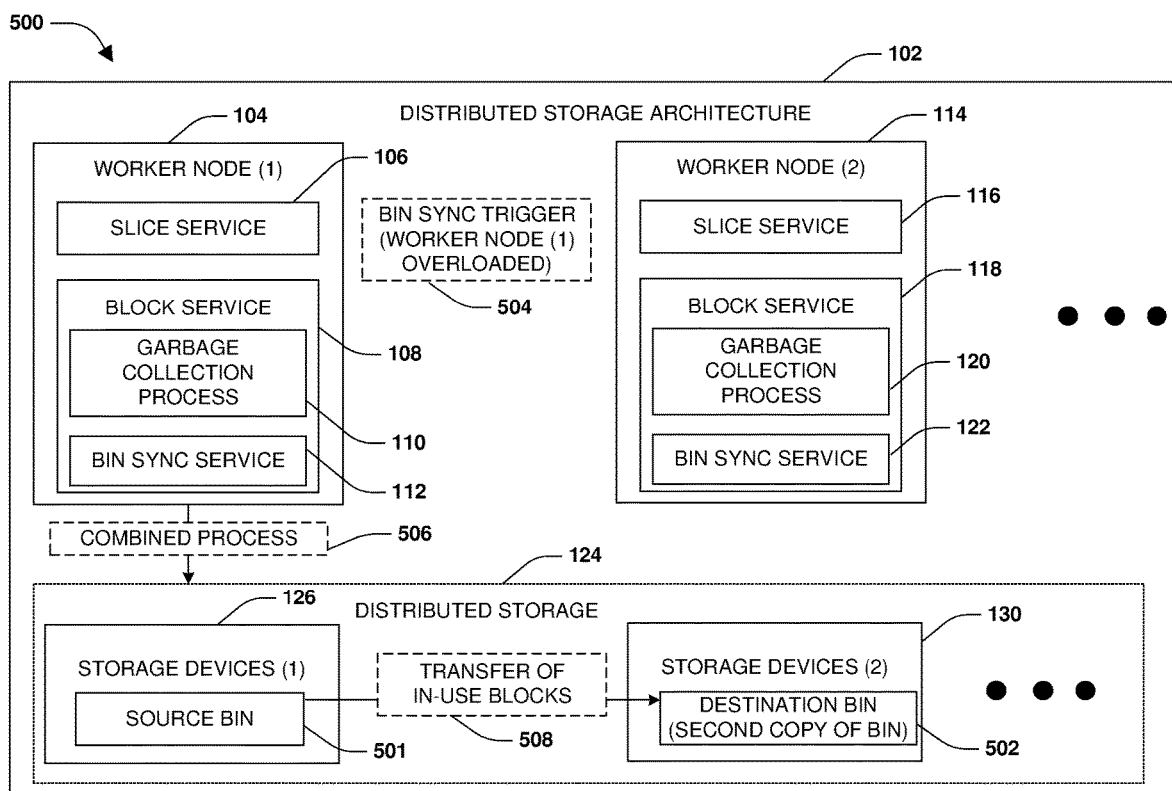 500
102
DISTRIBUTED STORAGE ARCHITECTURE
104
WORKER NODE (1)
106
SLICE SERVICE
BLOCK SERVICE
108
GARBAGE
COLLECTION
PROCESS
110
BIN SYNC SERVICE
112
BIN SYNC TRIGGER
(WORKER NODE (1)
OVERLOADED)
504
114
WORKER NODE (2)
116
SLICE SERVICE
118
BLOCK SERVICE
GARBAGE
COLLECTION
PROCESS
120
122
BIN SYNC SERVICE
COMBINED PROCESS
506
124
DISTRIBUTED STORAGE
126
STORAGE DEVICES (1)
SOURCE BIN
501
TRANSFER OF
IN-USE BLOCKS
508
130
STORAGE DEVICES (2)
DESTINATION BIN
(SECOND COPY OF BIN)
502